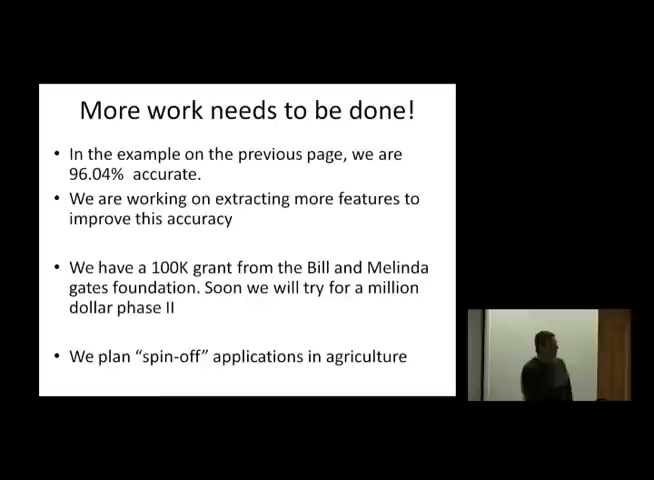 More work needs to be done!
• In the example on the previous page, we are
96.04% accurate.
• We are working on extracting more features to
improve this accuracy
• We have a 100K grant from the Bill and Melinda
gates foundation. Soon we will try for a million
dollar phase II
• We plan “spin-off” applications in agriculture